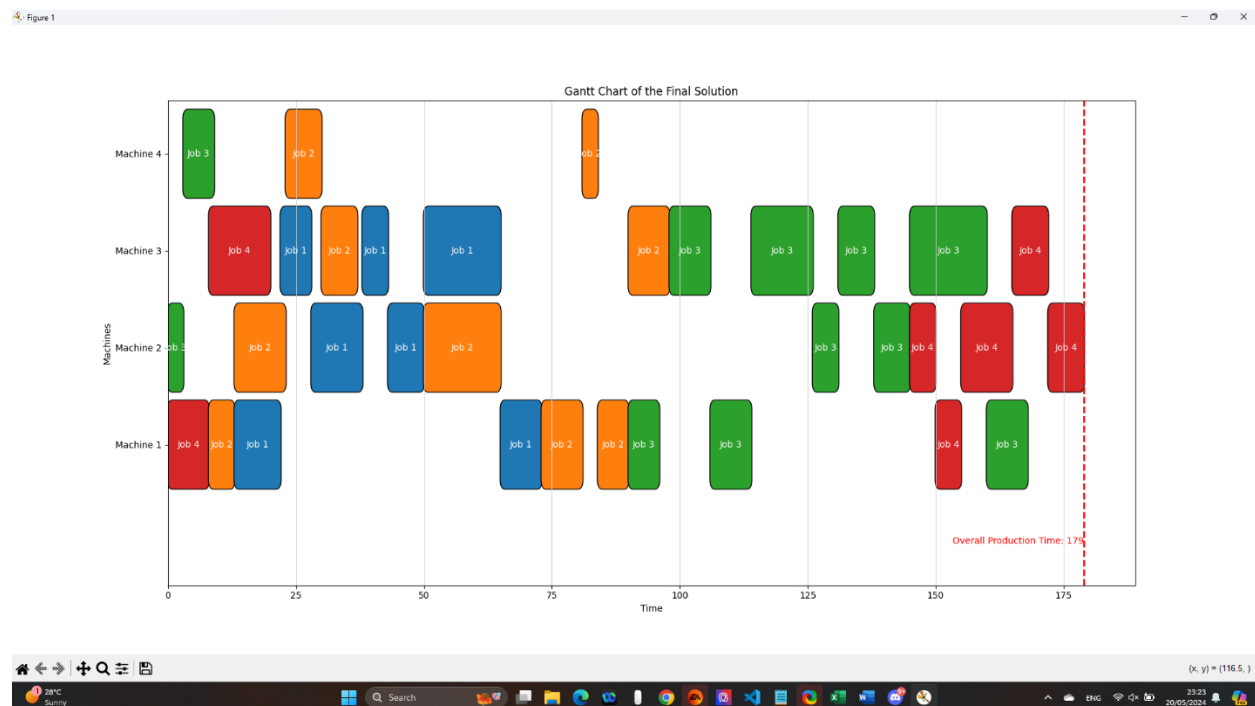 Figure 1
Gantt Chart of the Final Solution
Machine 4
Job 3
Job 2
ob 2
Machine 3
Job 4
Job 1
Job 2
Job 1
Job 1
Job 2
Job 3
Job 3
Job 3
Job 3
Job 4
Machines
Machine 2
ob 3
Job 2
Job 1
Job 1
Job 2
Job 3
Job 3
Job 4
Job 4
Job 4
Machine 1
Job 4
Job 2
Job 1
Job 1
Job 2
Job 2
Job 3
Job 3
Job 4
Job 3
Overall Production Time: 179
0 25 50 75 100 125 150 175
Time
(x, y) = (116.5, )
1
28°C
Sunny
Search
ENG
23:23
20/05/2024